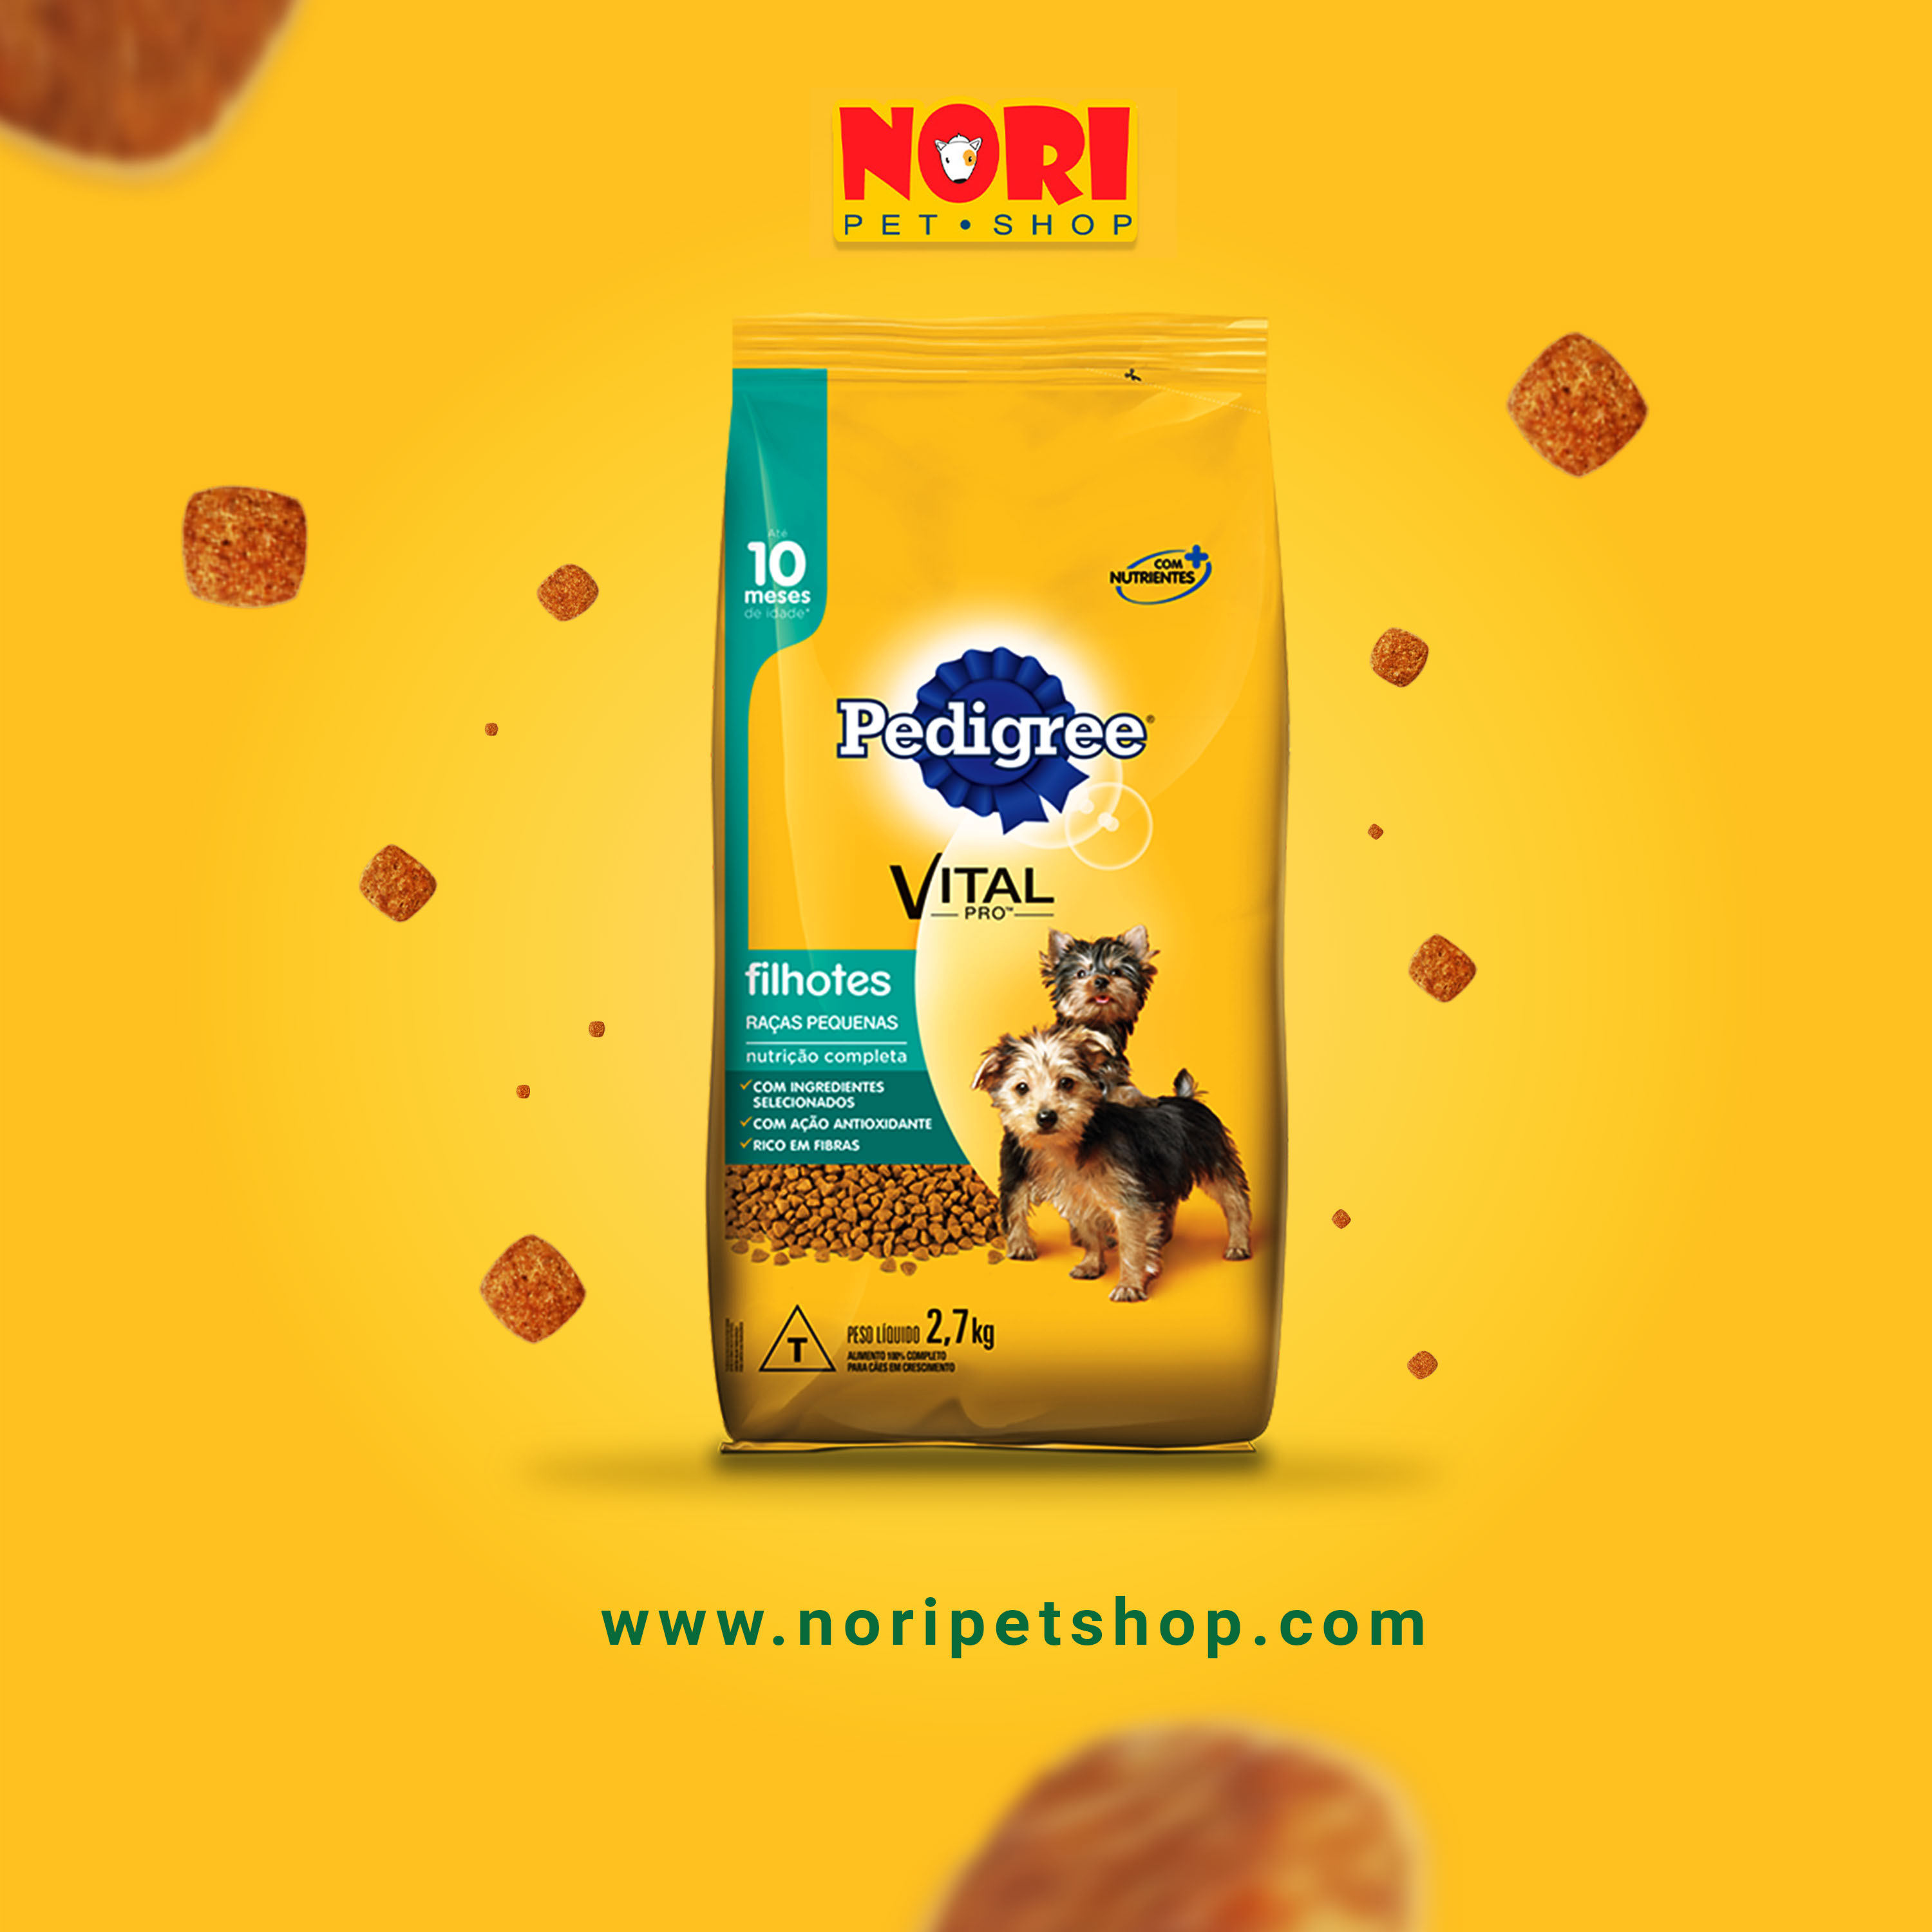 NORI
PET • SHOP
Até
10
meses
de idade*
COM
NUTRIENTES
Pedigree®
VITAL
PRO™
filhotes
RAÇAS PEQUENAS
nutrição completa
✓COM INGREDIENTES
SELECIONADOS
✓COM AÇÃO ANTIOXIDANTE
✓RICO EM FIBRAS
T
PESO LÍQUIDO 2,7kg
ALIMENTO 100% COMPLETO
PARA CÃES EM CRESCIMENTO
www.noripetshop.com